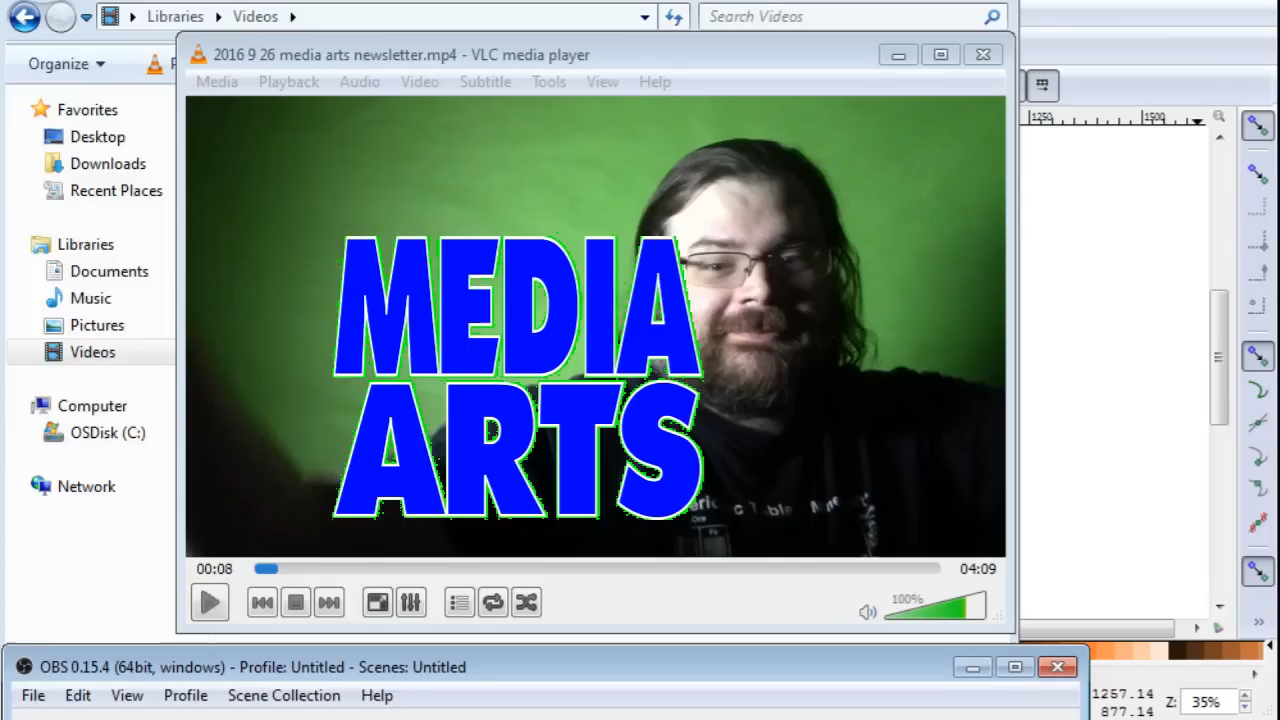 Libraries Videos
Search Videos
Organize
2016.9 26 media arts newsletter.mp4 - VLC media player
Media Playback Audio Video Subtitle Tools View Help
Favorites
Desktop
Downloads
Recent Places
Libraries
Documents
Music
Pictures
Videos
Computer
OSDisk (C:)
Network
MEDIA
ARTS
1250 1500
00:08 04:09
100%
OBS 0.15.4 (64bit, windows) - Profile: Untitled - Scenes: Untitled
File Edit View Profile Scene Collection Help
1257.14
877.14
Z: 35%